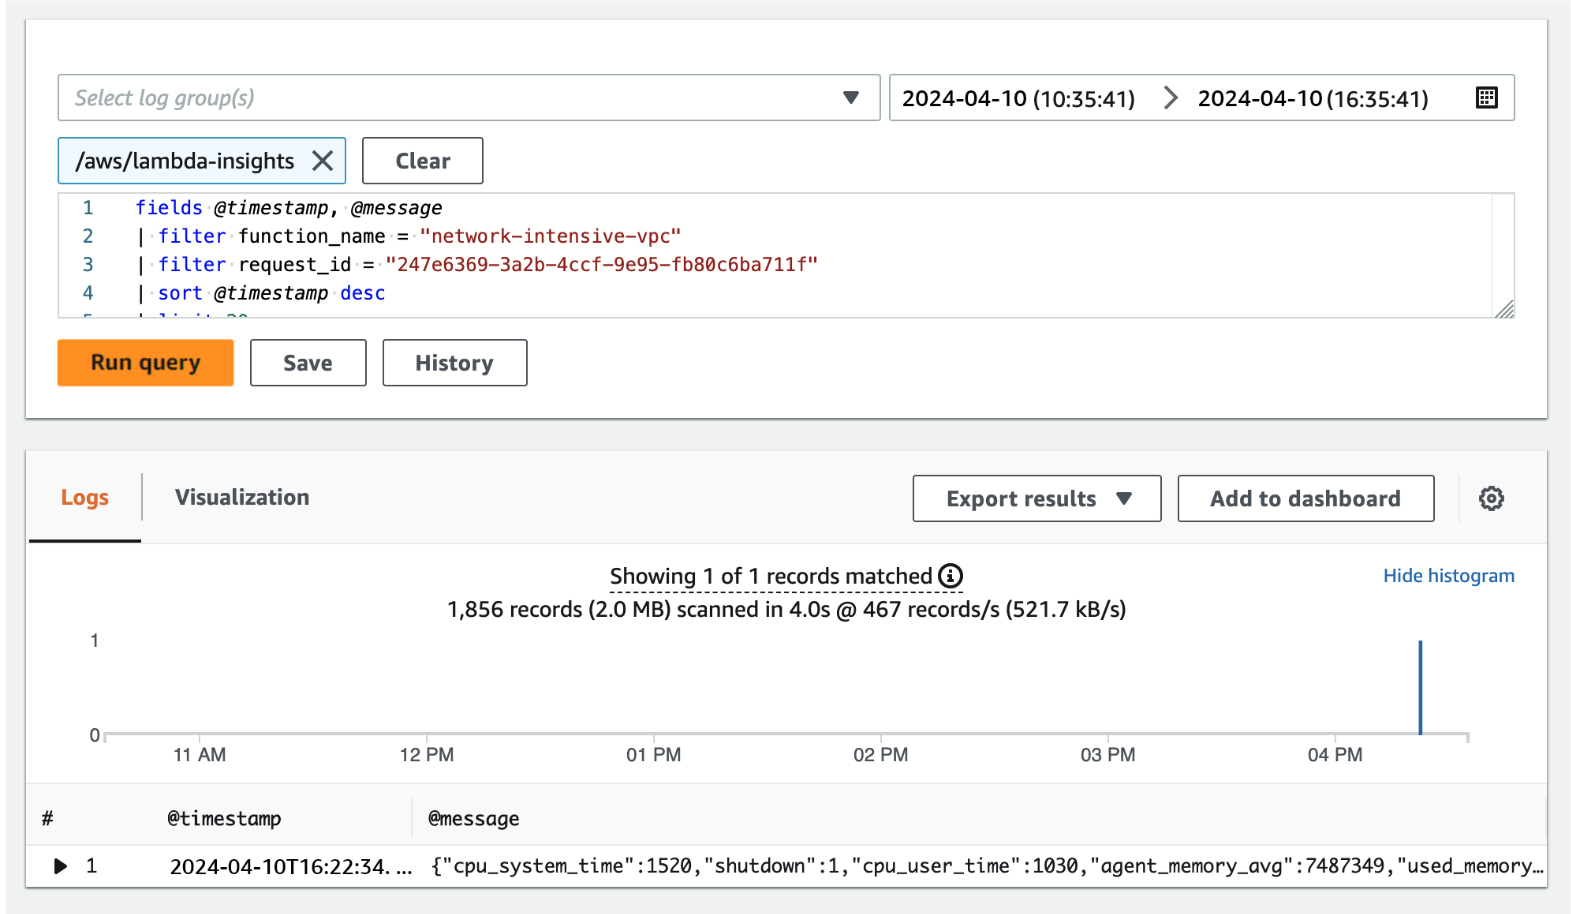 Select log group(s)
2024-04-10 (10:35:41) > 2024-04-10 (16:35:41)
/aws/lambda-insights
Clear
1 fields @timestamp, @message
2 | filter function_name = "network-intensive-vpc"
3 | filter request_id = "247e6369-3a2b-4ccf-9e95-fb80c6ba711f"
4 | sort @timestamp desc
Run query
Save
History
Logs
Visualization
Export results
Add to dashboard
Showing 1 of 1 records matched
Hide histogram
1,856 records (2.0 MB) scanned in 4.0s @ 467 records/s (521.7 kB/s)
1
0
11 AM 12 PM 01 PM 02 PM 03 PM 04 PM
# @timestamp @message
1 2024-04-10T16:22:34. ... {"cpu_system_time":1520,"shutdown":1,"cpu_user_time":1030,"agent_memory_avg":7487349,"used_memory...